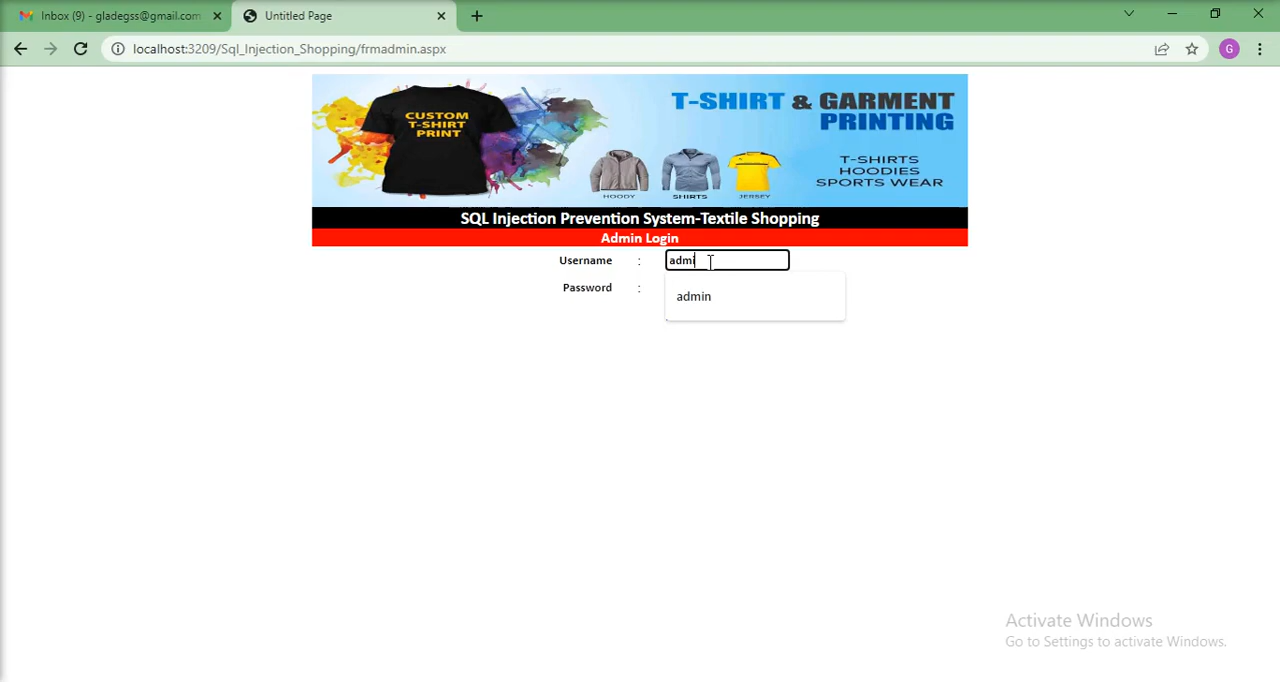 Inbox (9) - gladegss@gmail.com
Untitled Page
localhost:3209/Sql_Injection_Shopping/frmadmin.aspx
G
CUSTOM
T-SHIRT
PRINT
T-SHIRT & GARMENT
PRINTING
T-SHIRTS
HOODIES
SPORTS WEAR
HOODY
SHIRTS
JERSEY
SQL Injection Prevention System-Textile Shopping
Admin Login
Username : admi
Password :
admin
Activate Windows
Go to Settings to activate Windows.